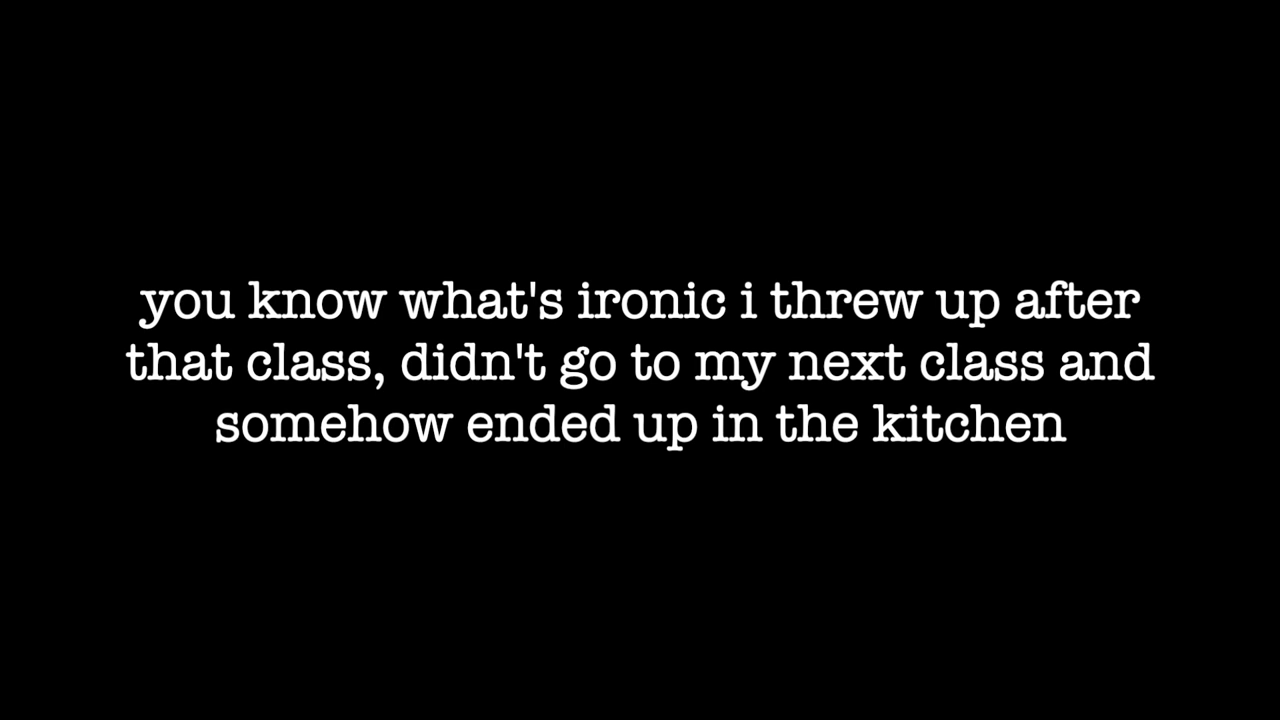 you know what's ironic i threw up after
that class, didn't go to my next class and
somehow ended up in the kitchen